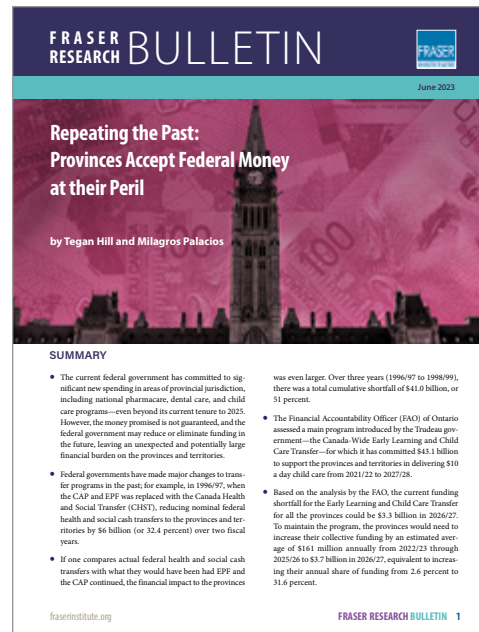 FRASER
RESEARCH BULLETIN
FRASER
June 2023
Repeating the Past:
Provinces Accept Federal Money
at their Peril
by Tegan Hill and Milagros Palacios
SUMMARY
• The current federal government has committed to sig-
nificant new spending in areas of provincial jurisdiction,
including national pharmacare, dental care, and child
care programs—even beyond its current tenure to 2025.
However, the money promised is not guaranteed, and the
federal government may reduce or eliminate funding in
the future, leaving an unexpected and potentially large
financial burden on the provinces and territories.
• Federal governments have made major changes to trans-
fer programs in the past; for example, in 1996/97, when
the CAP and EPF was replaced with the Canada Health
and Social Transfer (CHST), reducing nominal federal
health and social cash transfers to the provinces and ter-
ritories by $6 billion (or 32.4 percent) over two fiscal
years.
• If one compares actual federal health and social cash
transfers with what they would have been had EPF and
the CAP continued, the financial impact to the provinces
was even larger. Over three years (1996/97 to 1998/99),
there was a total cumulative shortfall of $41.0 billion, or
51 percent.
• The Financial Accountability Officer (FAO) of Ontario
assessed a main program introduced by the Trudeau gov-
ernment—the Canada-Wide Early Learning and Child
Care Transfer—for which it has committed $43.1 billion
to support the provinces and territories in delivering $10
a day child care from 2021/22 to 2027/28.
• Based on the analysis by the FAO, the current funding
shortfall for the Early Learning and Child Care Transfer
for all the provinces could be $3.3 billion in 2026/27.
To maintain the program, the provinces would need to
increase their collective funding by an estimated aver-
age of $161 million annually from 2022/23 through
2025/26 to $3.7 billion in 2026/27, equivalent to increas-
ing their annual share of funding from 2.6 percent to
31.6 percent.
fraserinstitute.org
FRASER RESEARCH BULLETIN 1